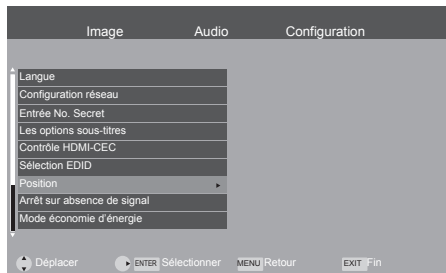 Image Audio Configuration
Langue
Configuration réseau
Entrée No. Secret
Les options sous-titres
Contrôle HDMI-CEC
Sélection EDID
Position
Arrêt sur absence de signal
Mode économie d'énergie
Déplacer ENTER Sélectionner MENU Retour EXIT Fin